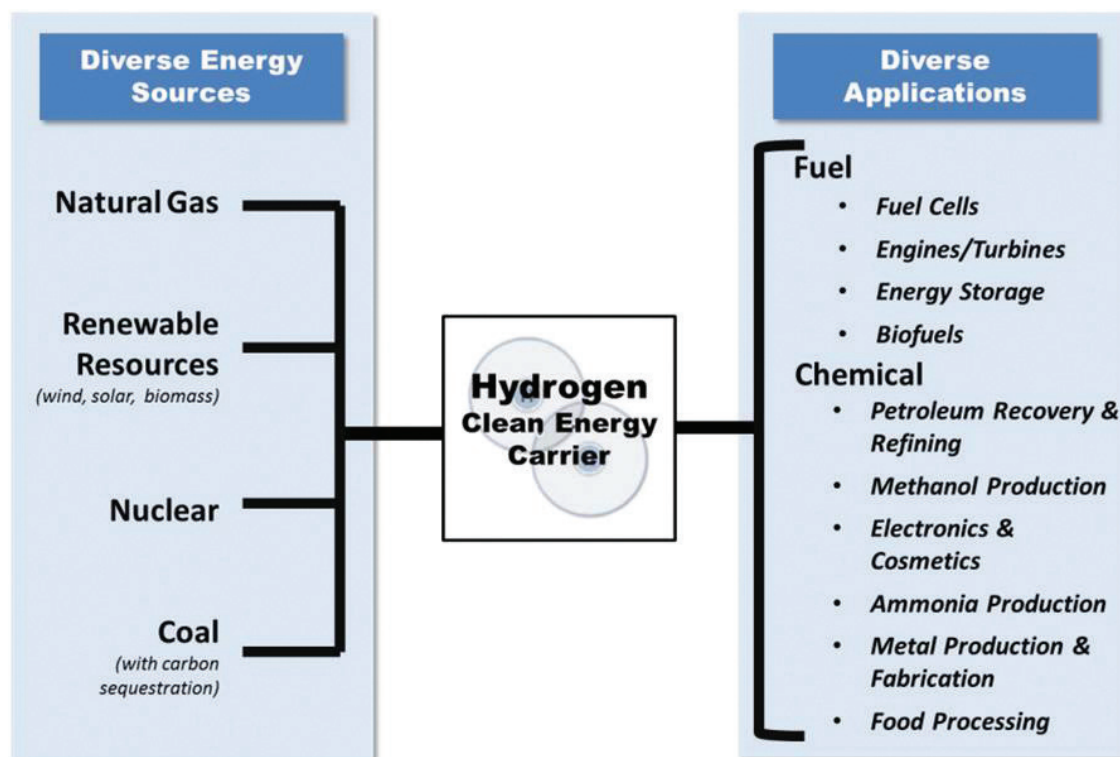 Diverse Energy
Sources
Natural Gas
Renewable
Resources
(wind, solar, biomass)
Nuclear
Coal
(with carbon
sequestration)
Hydrogen
Clean Energy
Carrier
Diverse
Applications
Fuel
• Fuel Cells
• Engines/Turbines
• Energy Storage
• Biofuels
Chemical
• Petroleum Recovery &
Refining
• Methanol Production
• Electronics &
Cosmetics
• Ammonia Production
• Metal Production &
Fabrication
• Food Processing